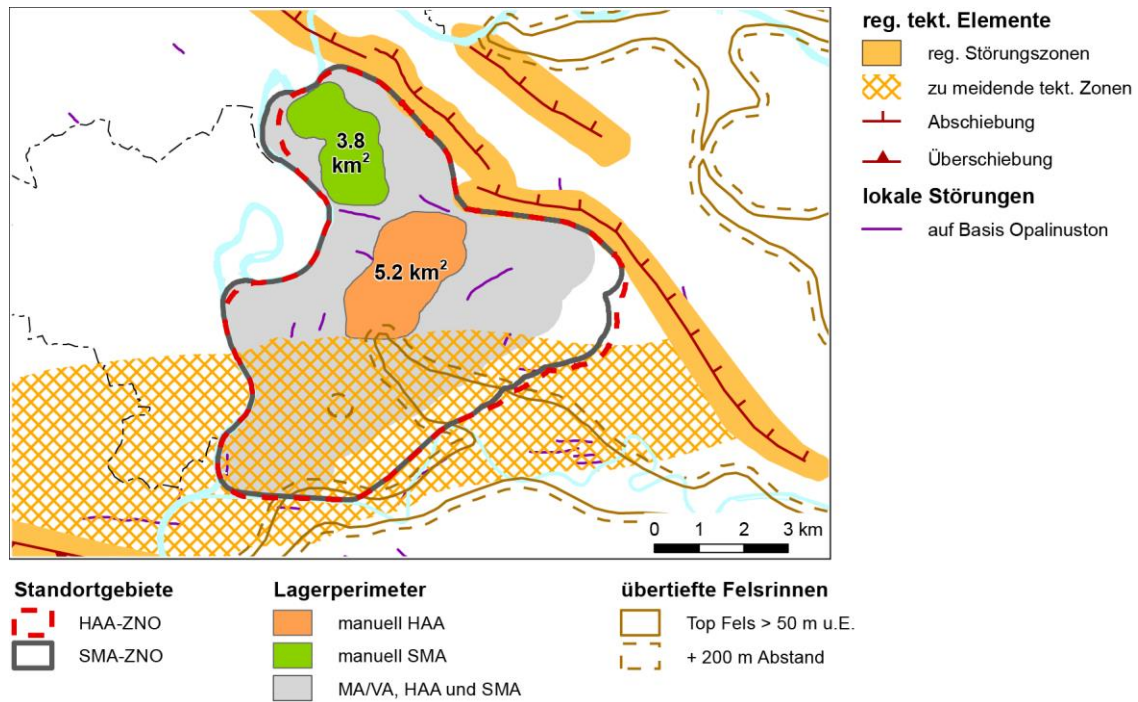 3.8
km²
5.2 km²
0 1 2 3 km
reg. tekt. Elemente
reg. Störungszonen
zu meidende tekt. Zonen
Abschiebung
Überschiebung
lokale Störungen
auf Basis Opalinuston
Standortgebiete
HAA-ZNO
SMA-ZNO
Lagerperimeter
manuell HAA
manuell SMA
MA/VA, HAA und SMA
übertiefte Felsrinnen
Top Fels > 50 m u.E.
+ 200 m Abstand